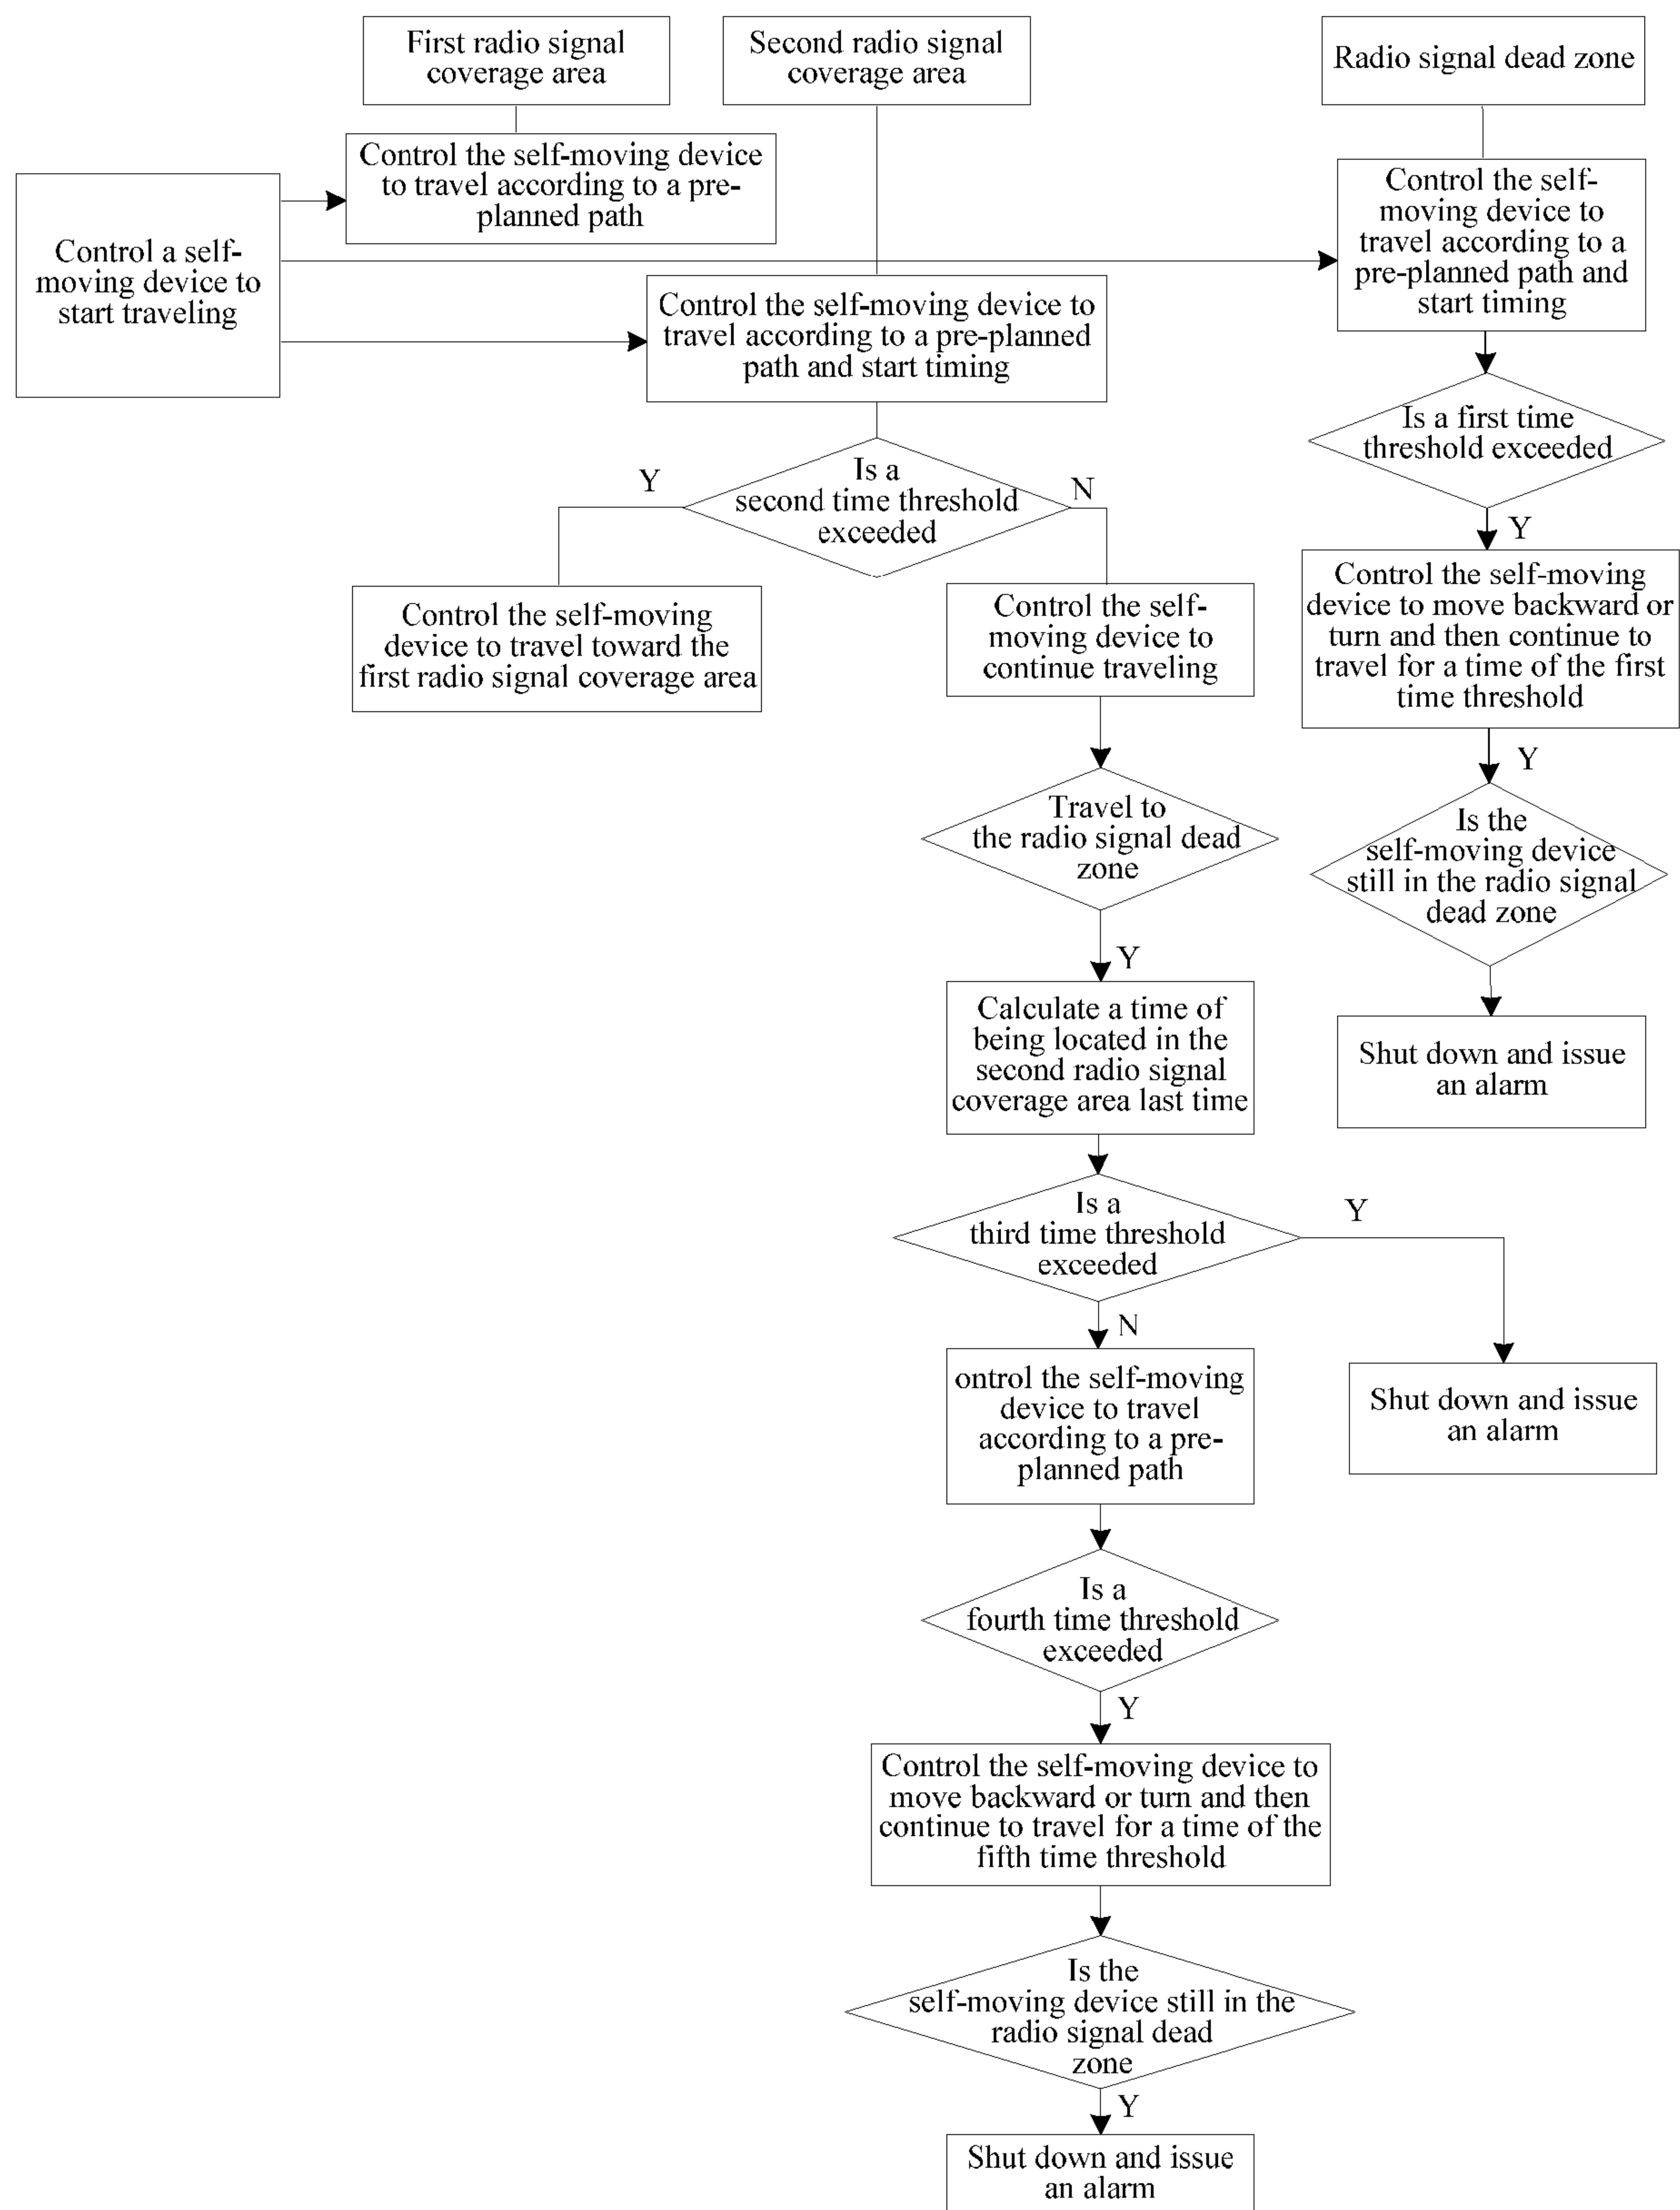 First radio signal
coverage area
Second radio signal
coverage area
Radio signal dead zone
Control a self-
moving device to
start traveling
Control the self-moving device
to travel according to a pre-
planned path
Control the self-moving device to
travel according to a pre-planned
path and start timing
Control the self-
moving device to
travel according to a
pre-planned path and
start timing
Is a
second time threshold
exceeded
Y
N
Control the self-moving
device to travel toward the
first radio signal coverage area
Control the self-
moving device to
continue traveling
Travel to
the radio signal dead
zone
Y
Calculate a time of
being located in the
second radio signal
coverage area last time
Is a
third time threshold
exceeded
Y
Shut down and issue
an alarm
N
ontrol the self-moving
device to travel
according to a pre-
planned path
Is a
fourth time threshold
exceeded
Y
Control the self-moving device to
move backward or turn and then
continue to travel for a time of the
fifth time threshold
Is the
self-moving device still in the
radio signal dead
zone
Y
Shut down and issue
an alarm
Is a first time
threshold exceeded
Y
Control the self-moving
device to move backward or
turn and then continue to
travel for a time of the first
time threshold
Y
Is the
self-moving device
still in the radio signal
dead zone
Shut down and issue
an alarm